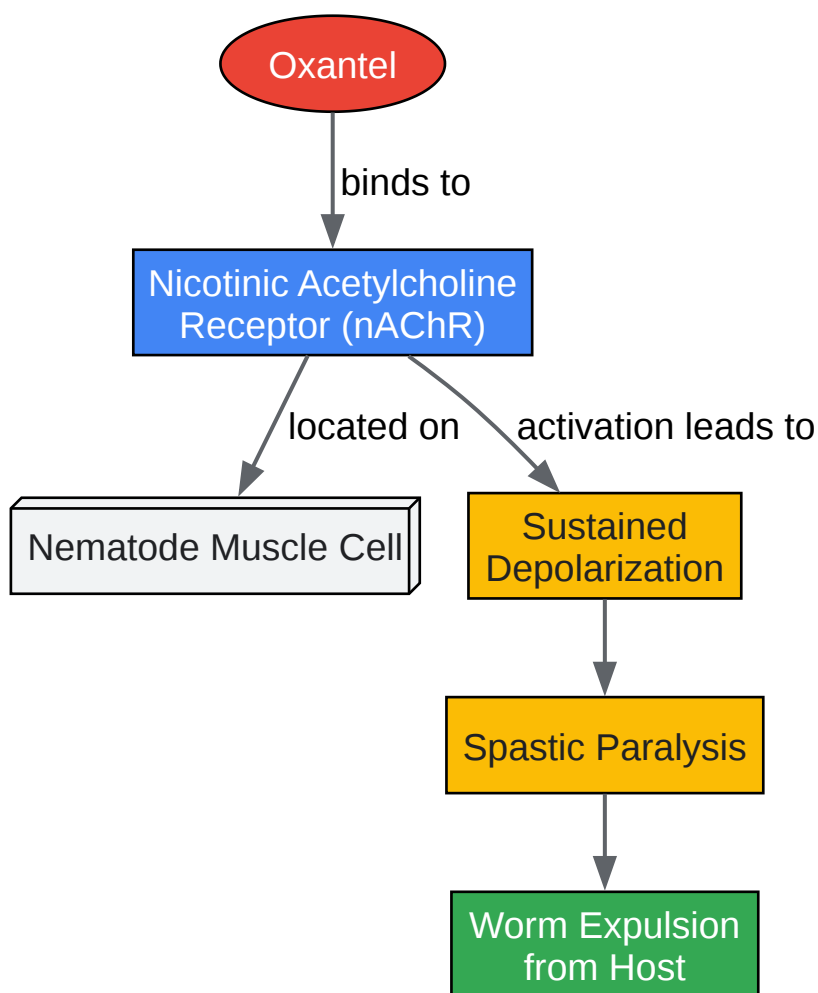 Oxantel
binds to
Nicotinic Acetylcholine
Receptor (nAChR)
located on
activation leads to
Nematode Muscle Cell
Sustained
Depolarization
Spastic Paralysis
Worm Expulsion
from Host